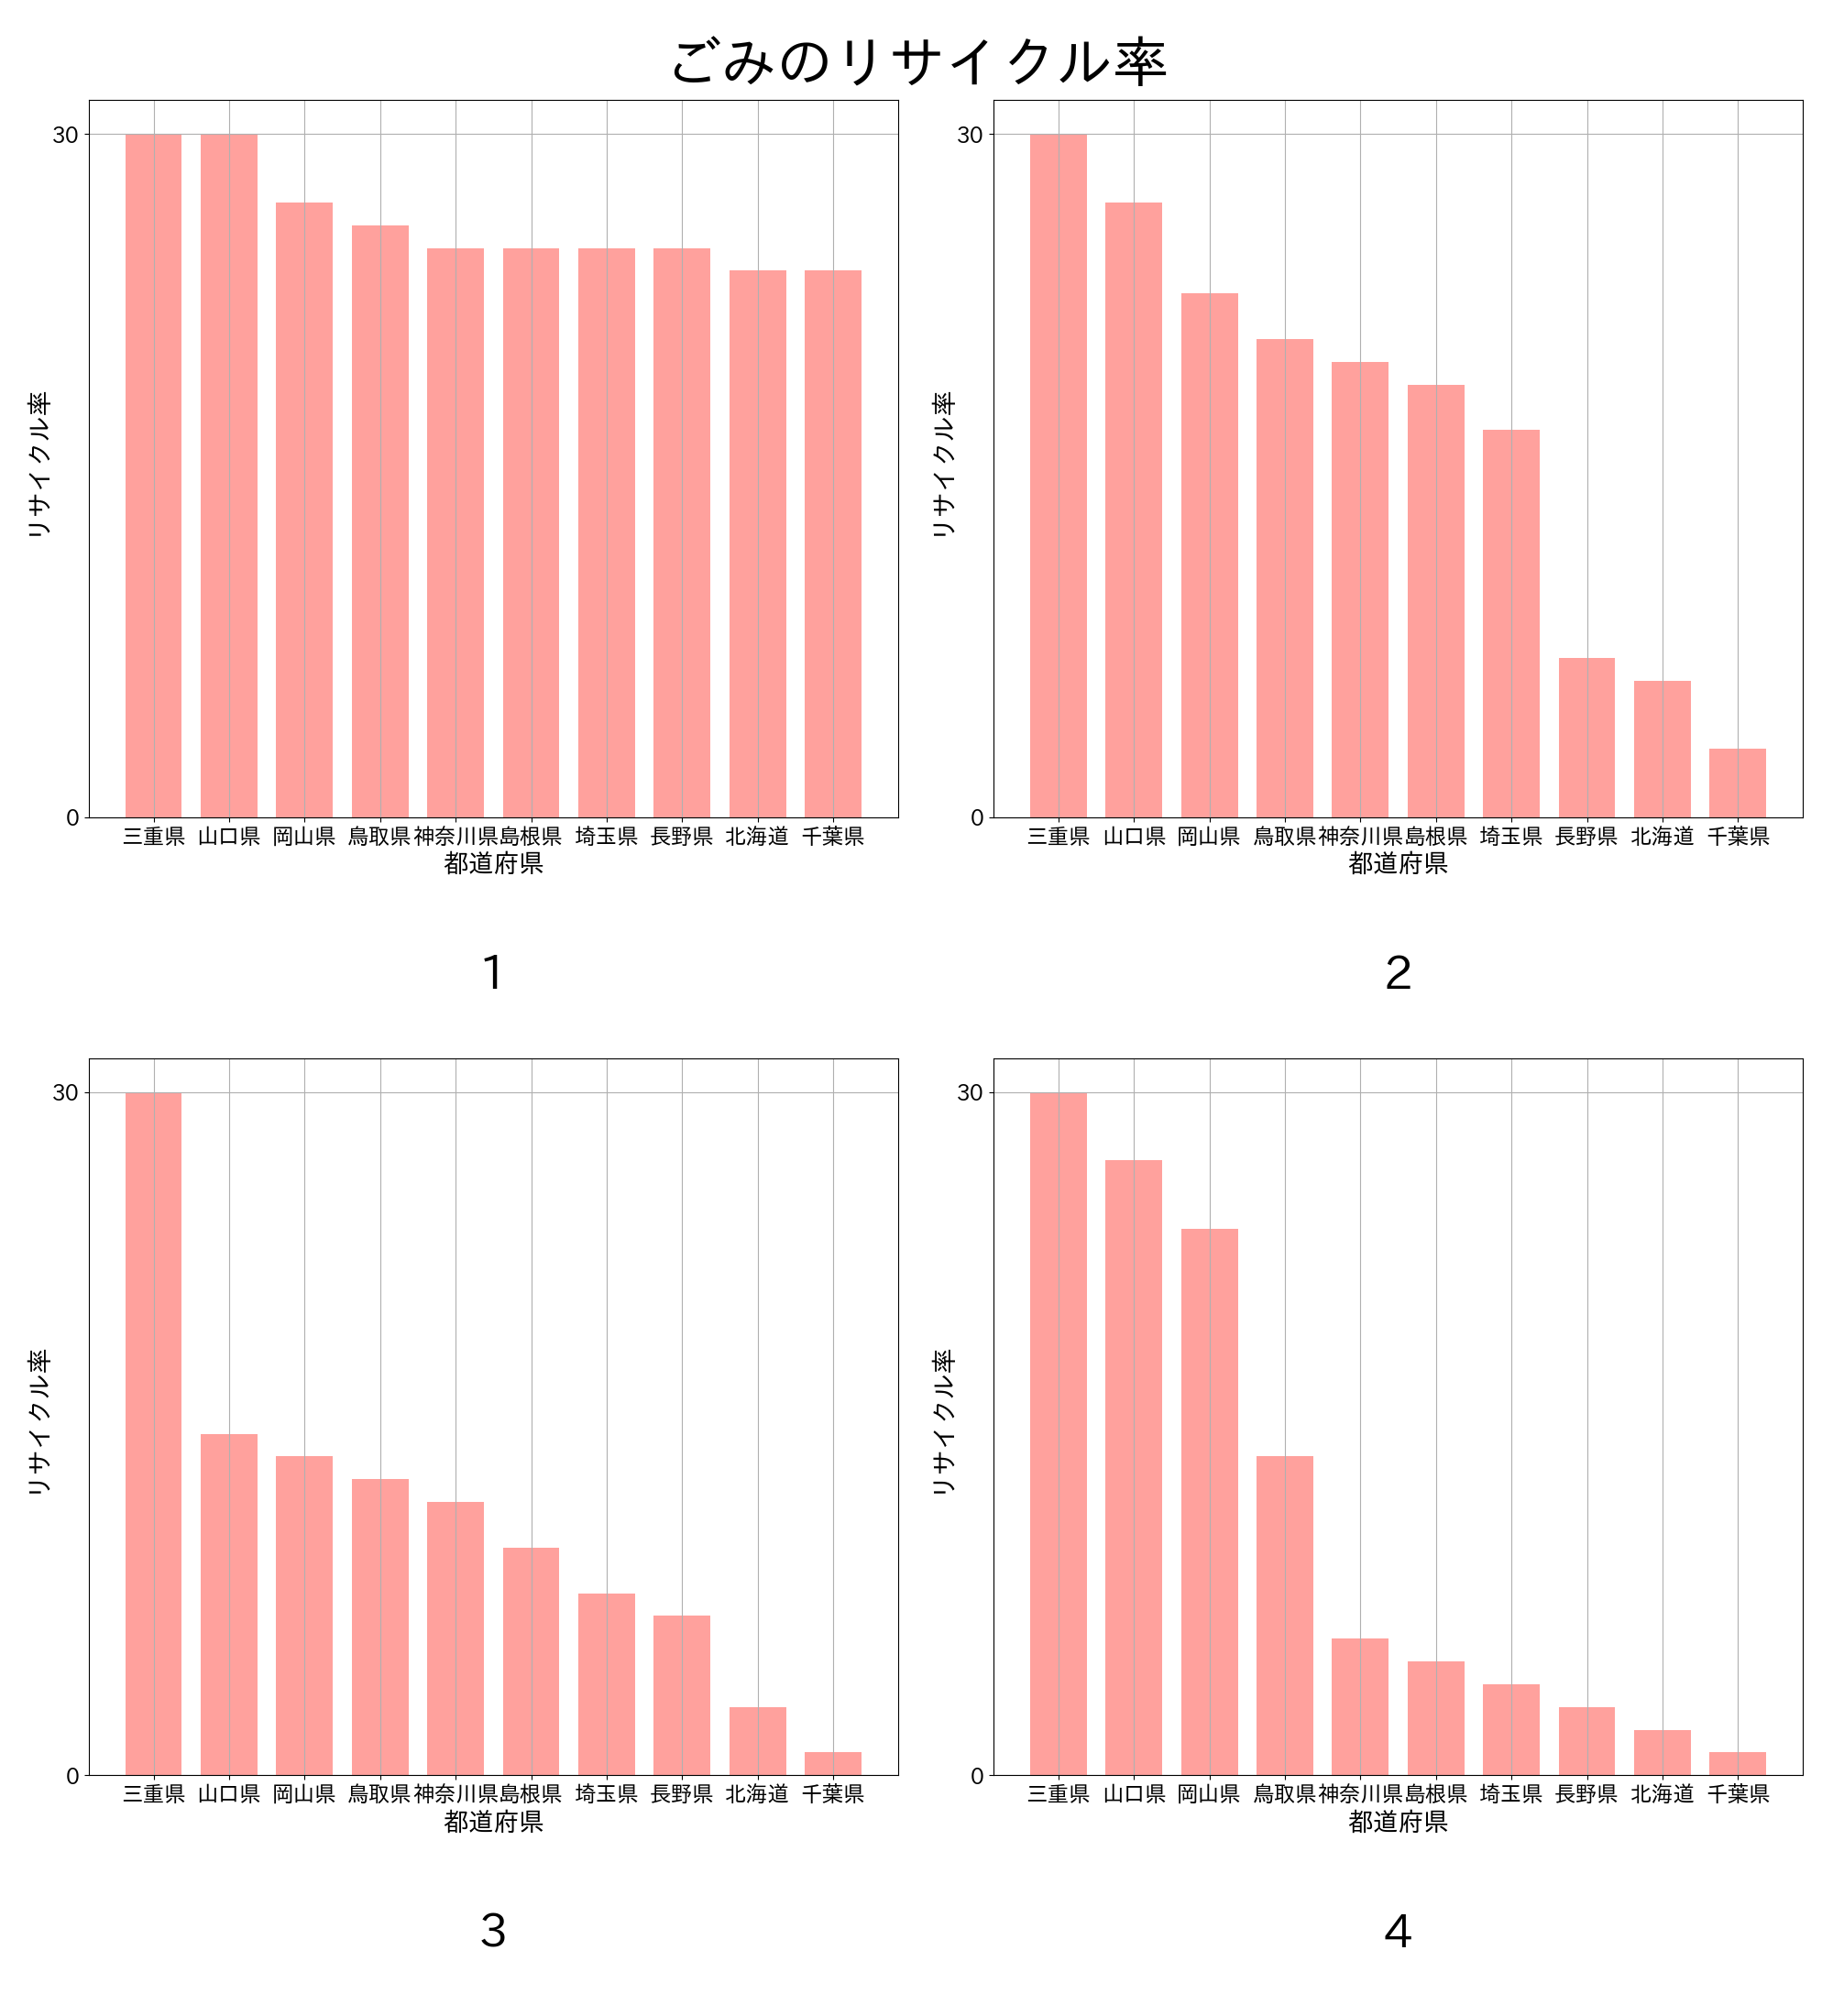 ごみのリサイクル率
30
0
リサイクル率
三重県 山口県 岡山県 鳥取県 神奈川県 島根県 埼玉県 長野県 北海道 千葉県
都道府県
1
30
0
リサイクル率
三重県 山口県 岡山県 鳥取県 神奈川県 島根県 埼玉県 長野県 北海道 千葉県
都道府県
2
30
0
リサイクル率
三重県 山口県 岡山県 鳥取県 神奈川県 島根県 埼玉県 長野県 北海道 千葉県
都道府県
3
30
0
リサイクル率
三重県 山口県 岡山県 鳥取県 神奈川県 島根県 埼玉県 長野県 北海道 千葉県
都道府県
4